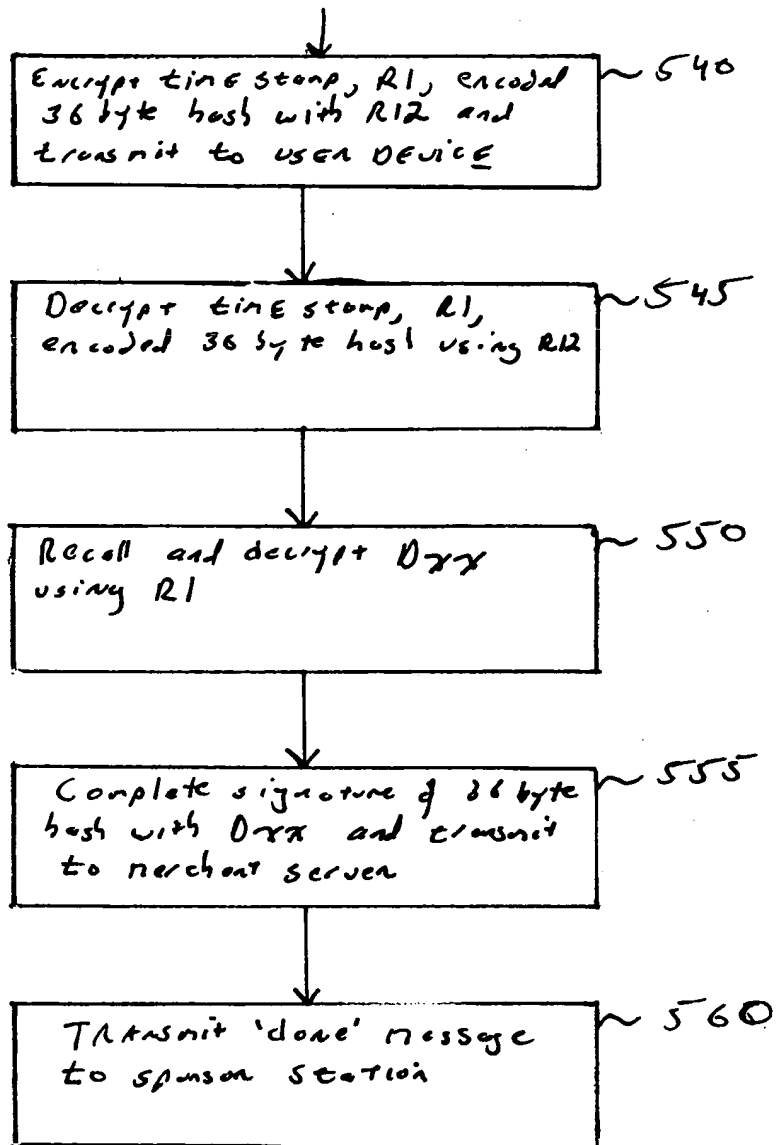 Encrypt timE stamp, R1, encoded
36 byte hash with R12 and
transmit to USER DEVICE
540
Decrypt timE stamp, R1,
encoded 36 byte hash using R12
545
Recall and decrypt Dxx
using R1
550
Complete signature of 36 byte
hash with Dxx and transmit
to merchant server
555
TRAnsmit 'done' message
to sponsor station
560